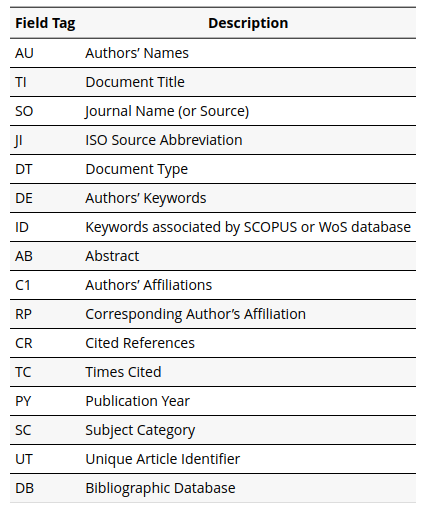 Field Tag Description
AU Authors’ Names
TI Document Title
SO Journal Name (or Source)
JI ISO Source Abbreviation
DT Document Type
DE Authors’ Keywords
ID Keywords associated by SCOPUS or WoS database
AB Abstract
C1 Authors’ Affiliations
RP Corresponding Author’s Affiliation
CR Cited References
TC Times Cited
PY Publication Year
SC Subject Category
UT Unique Article Identifier
DB Bibliographic Database